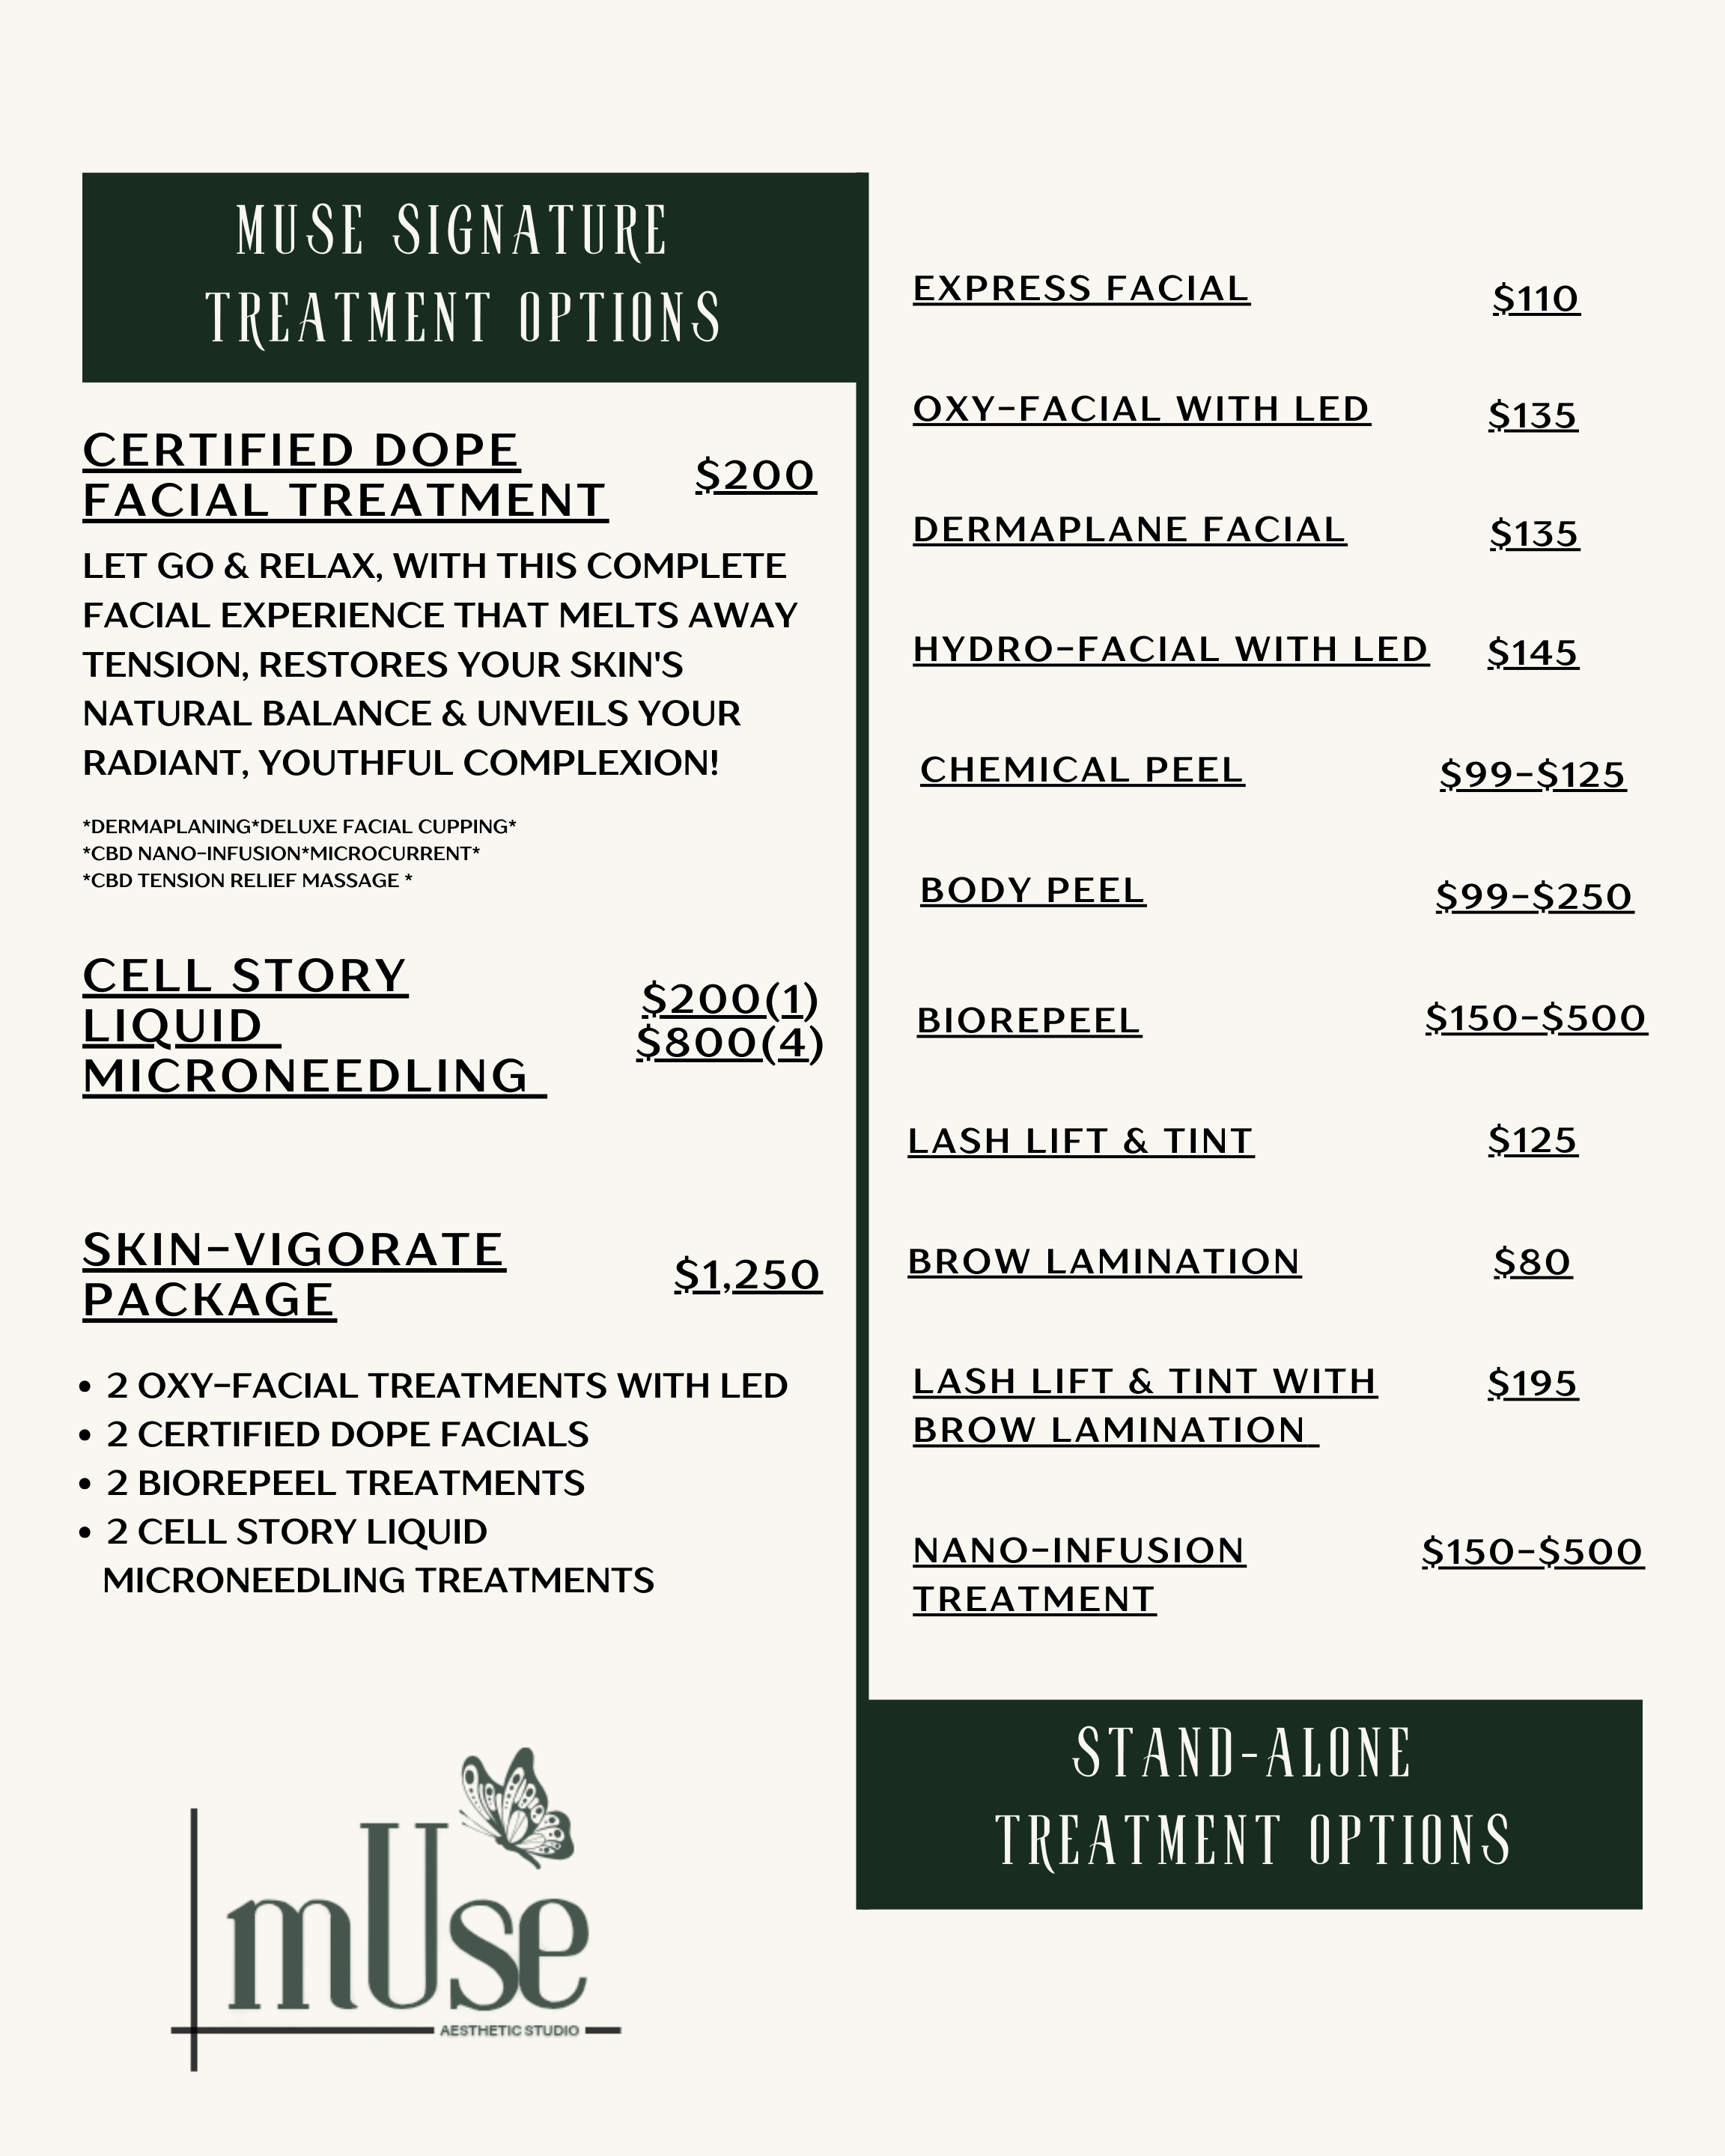 MUSE SIGNATURE
TREATMENT OPTIONS
CERTIFIED DOPE
FACIAL TREATMENT
$200
LET GO & RELAX, WITH THIS COMPLETE
FACIAL EXPERIENCE THAT MELTS AWAY
TENSION, RESTORES YOUR SKIN'S
NATURAL BALANCE & UNVEILS YOUR
RADIANT, YOUTHFUL COMPLEXION!
*DERMAPLANING*DELUXE FACIAL CUPPING*
*CBD NANO-INFUSION*MICROCURRENT*
*CBD TENSION RELIEF MASSAGE *
CELL STORY
LIQUID
MICRONEEDLING
$200(1)
$800(4)
SKIN-VIGORATE
PACKAGE
$1,250
• 2 OXY-FACIAL TREATMENTS WITH LED
• 2 CERTIFIED DOPE FACIALS
• 2 BIOREPEEL TREATMENTS
• 2 CELL STORY LIQUID
MICRONEEDLING TREATMENTS
mUse
AESTHETIC STUDIO
EXPRESS FACIAL $110
OXY-FACIAL WITH LED $135
DERMAPLANE FACIAL $135
HYDRO-FACIAL WITH LED $145
CHEMICAL PEEL $99-$125
BODY PEEL $99-$250
BIOREPEEL $150-$500
LASH LIFT & TINT $125
BROW LAMINATION $80
LASH LIFT & TINT WITH $195
BROW LAMINATION
NANO-INFUSION $150-$500
TREATMENT
STAND-ALONE
TREATMENT OPTIONS